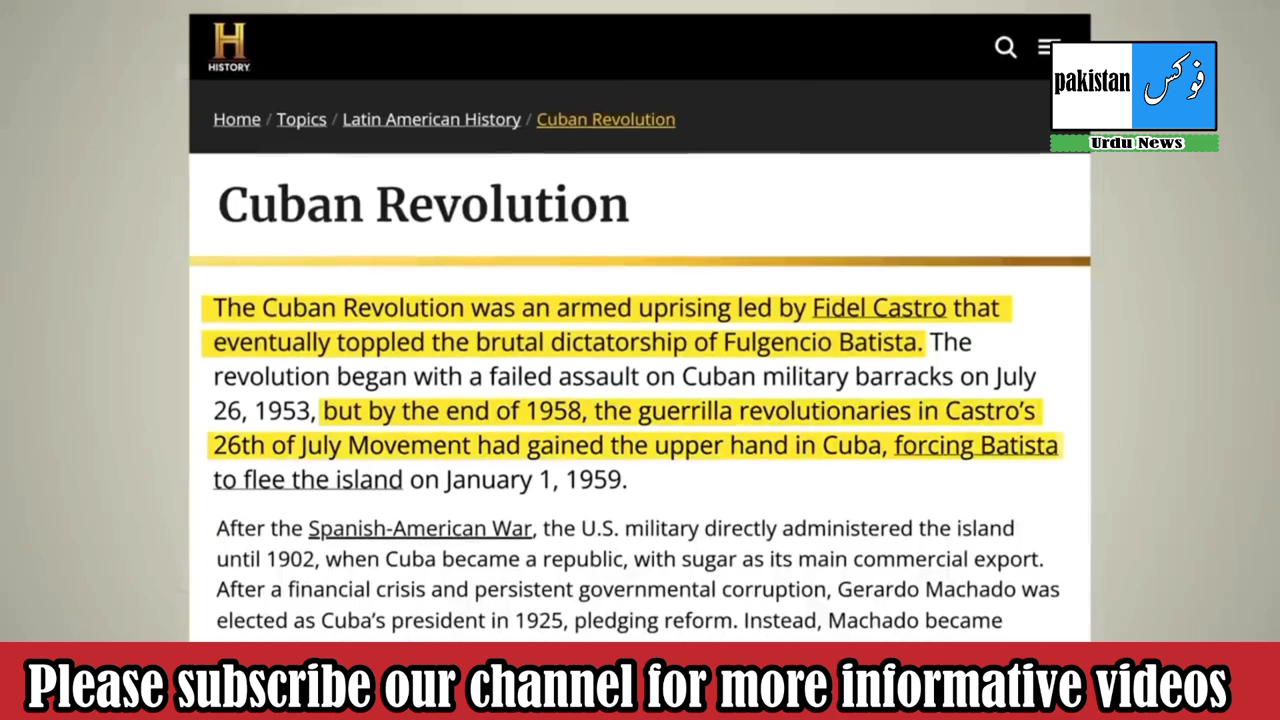 H
HISTORY.
pakistan
فوکس
Urdu News
Home / Topics / Latin American History / Cuban Revolution
Cuban Revolution
The Cuban Revolution was an armed uprising led by Fidel Castro that
eventually toppled the brutal dictatorship of Fulgencio Batista. The
revolution began with a failed assault on Cuban military barracks on July
26, 1953, but by the end of 1958, the guerrilla revolutionaries in Castro’s
26th of July Movement had gained the upper hand in Cuba, forcing Batista
to flee the island on January 1, 1959.
After the Spanish-American War, the U.S. military directly administered the island
until 1902, when Cuba became a republic, with sugar as its main commercial export.
After a financial crisis and persistent governmental corruption, Gerardo Machado was
elected as Cuba’s president in 1925, pledging reform. Instead, Machado became
Please subscribe our channel for more informative videos